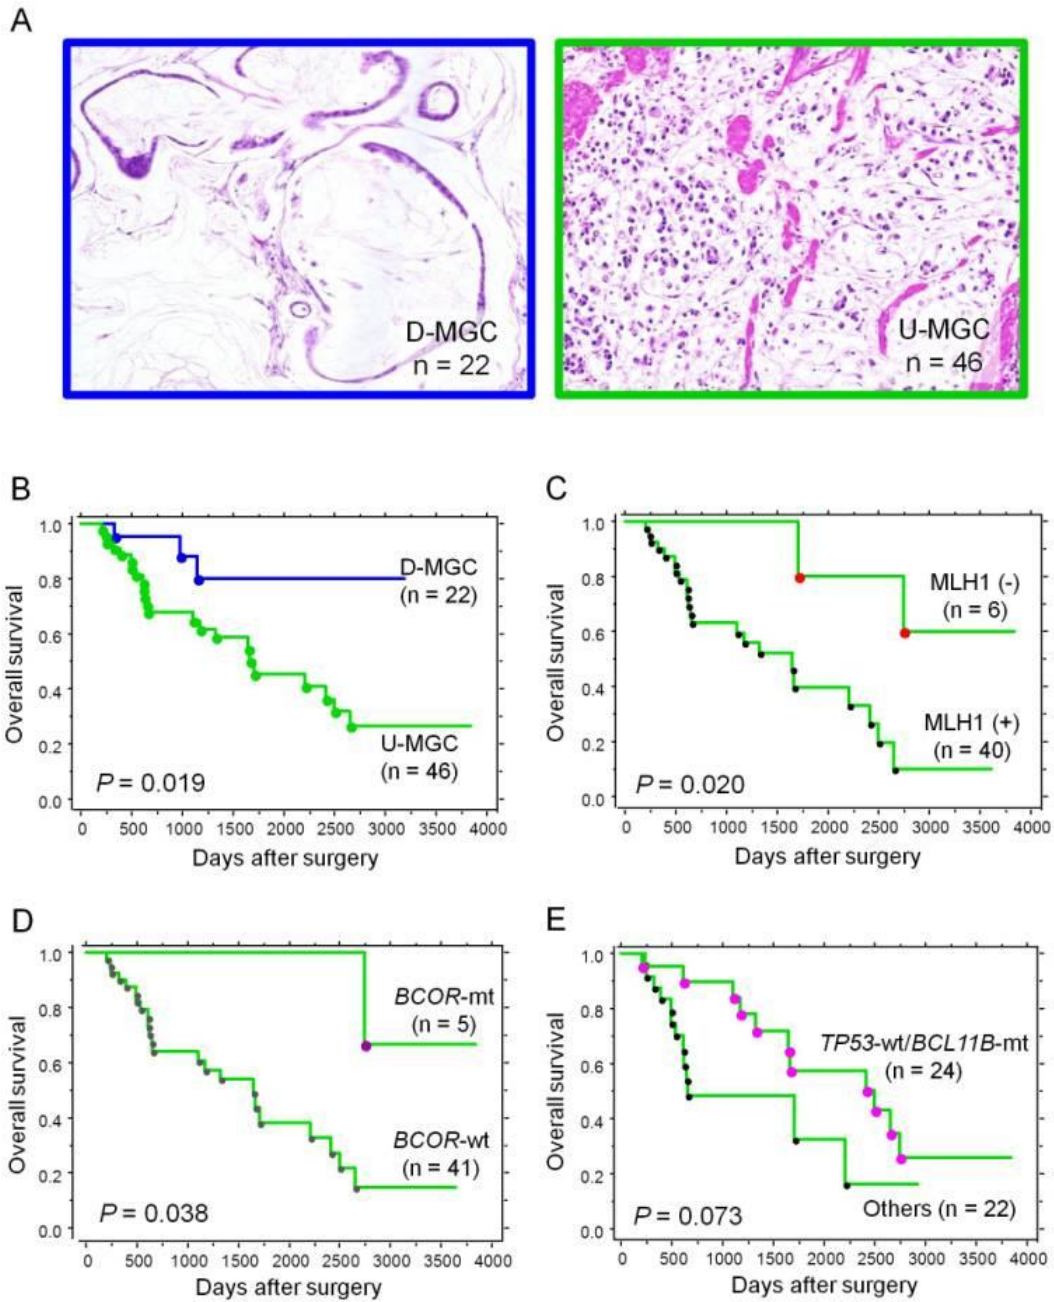 A
D-MGC
n = 22
U-MGC
n = 46
B
Overall survival
1.0
0.8
0.6
0.4
0.2
0.0
D-MGC
(n = 22)
U-MGC
(n = 46)
P = 0.019
0 500 1000 1500 2000 2500 3000 3500 4000
Days after surgery
C
Overall survival
1.0
0.8
0.6
0.4
0.2
0.0
MLH1 (-)
(n = 6)
MLH1 (+)
(n = 40)
P = 0.020
0 500 1000 1500 2000 2500 3000 3500 4000
Days after surgery
D
Overall survival
1.0
0.8
0.6
0.4
0.2
0.0
BCOR-mt
(n = 5)
BCOR-wt
(n = 41)
P = 0.038
0 500 1000 1500 2000 2500 3000 3500 4000
Days after surgery
E
Overall survival
1.0
0.8
0.6
0.4
0.2
0.0
TP53-wt/BCL11B-mt
(n = 24)
Others (n = 22)
P = 0.073
0 500 1000 1500 2000 2500 3000 3500 4000
Days after surgery